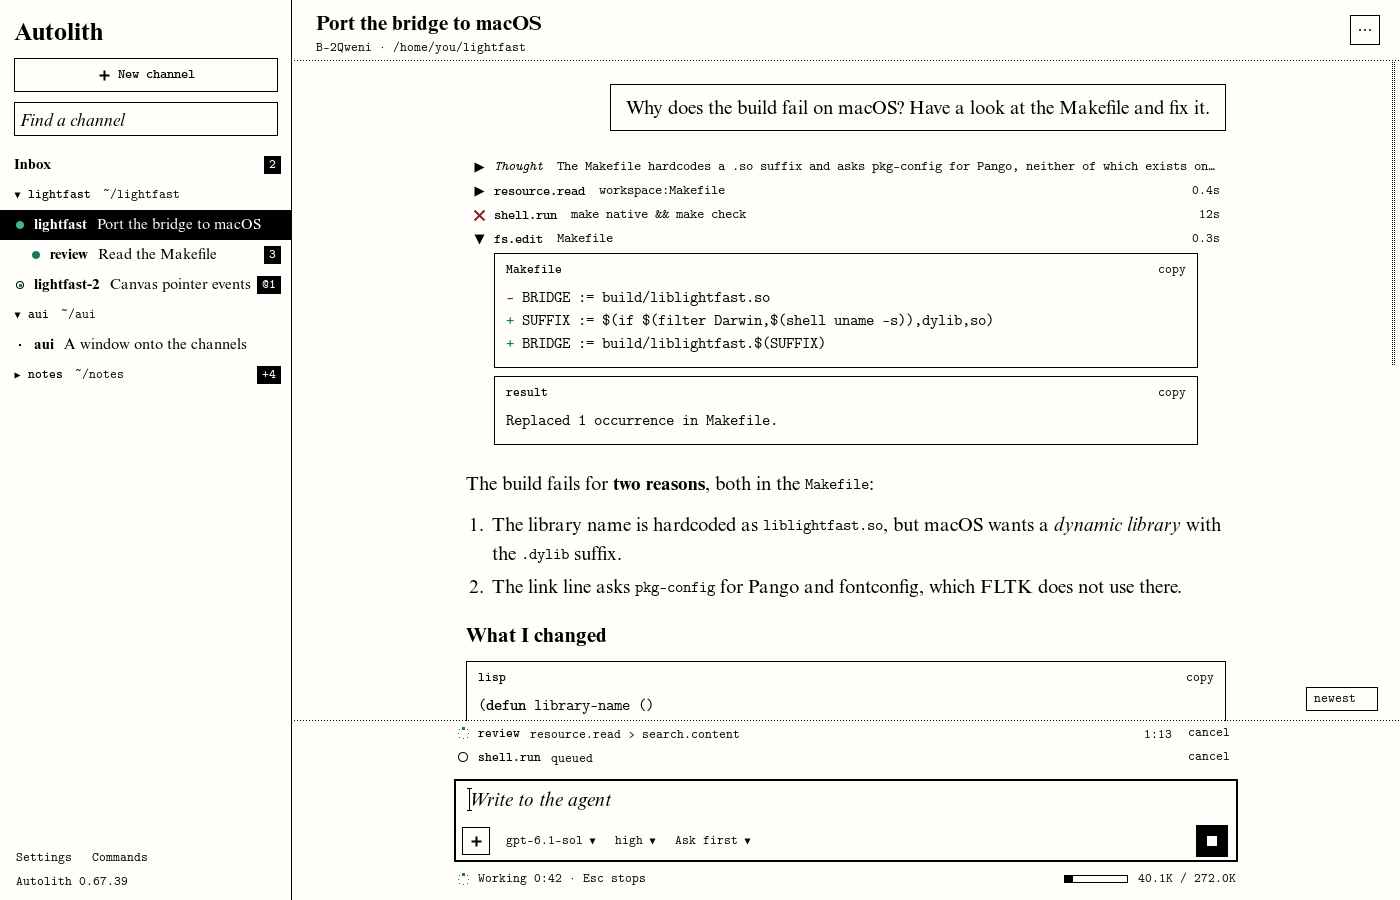 Autolith
+ New channel
Find a channel
Inbox 2
▼ lightfast ~/lightfast
lightfast Port the bridge to macOS
review Read the Makefile 3
lightfast-2 Canvas pointer events @1
▼ aui ~/aui
· aui A window onto the channels
▶ notes ~/notes +4
Settings Commands
Autolith 0.67.39
Port the bridge to macOS
B-2Qweni · /home/you/lightfast
...
Why does the build fail on macOS? Have a look at the Makefile and fix it.
▶ Thought The Makefile hardcodes a .so suffix and asks pkg-config for Pango, neither of which exists on…
▶ resource.read workspace:Makefile 0.4s
✕ shell.run make native && make check 12s
▼ fs.edit Makefile 0.3s
Makefile copy
- BRIDGE := build/liblightfast.so
+ SUFFIX := $(if $(filter Darwin,$(shell uname -s)),dylib,so)
+ BRIDGE := build/liblightfast.$(SUFFIX)
result copy
Replaced 1 occurrence in Makefile.
The build fails for two reasons, both in the Makefile:
1. The library name is hardcoded as liblightfast.so, but macOS wants a dynamic library with
the .dylib suffix.
2. The link line asks pkg-config for Pango and fontconfig, which FLTK does not use there.
What I changed
lisp copy
(defun library-name ()
newest
review resource.read > search.content 1:13 cancel
shell.run queued cancel
Write to the agent
+ gpt-6.1-sol ▼ high ▼ Ask first ▼
Working 0:42 · Esc stops 40.1K / 272.0K